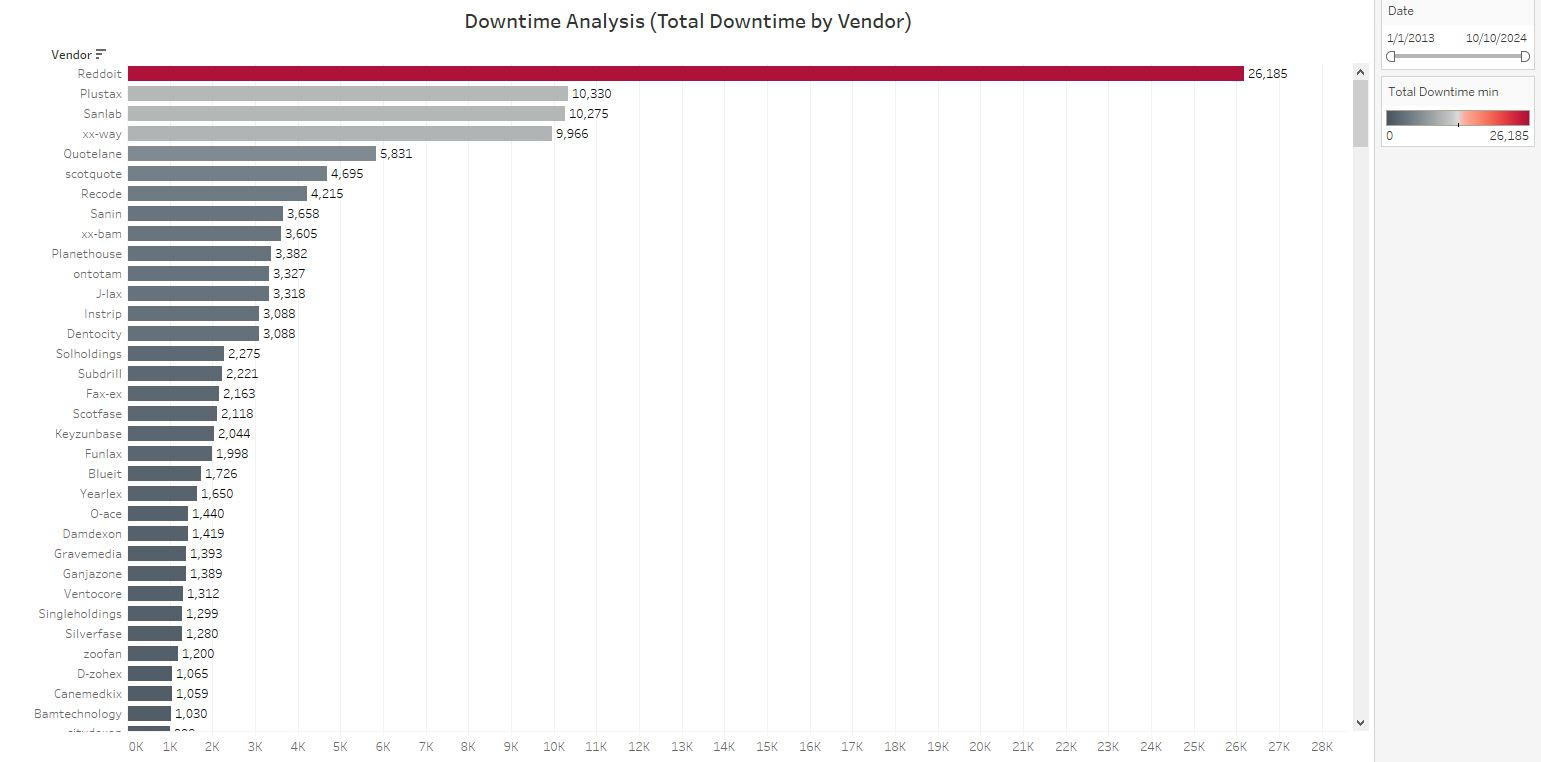 Downtime Analysis (Total Downtime by Vendor)
Vendor
Reddoit 26,185
Plustax 10,330
Sanlab 10,275
xx-way 9,966
Quotelane 5,831
scotquote 4,695
Recode 4,215
Sanin 3,658
xx-bam 3,605
Planethouse 3,382
ontotam 3,327
J-lax 3,318
Instrip 3,088
Dentocity 3,088
Solholdings 2,275
Subdrill 2,221
Fax-ex 2,163
Scotfase 2,118
Keyzunbase 2,044
Funlax 1,998
Blueit 1,726
Yearlex 1,650
O-ace 1,440
Damdexon 1,419
Gravemedia 1,393
Ganjazone 1,389
Ventocore 1,312
Singleholdings 1,299
Silverfase 1,280
zoofan 1,200
D-zohex 1,065
Canemedkix 1,059
Bamtechnology 1,030
0K 1K 2K 3K 4K 5K 6K 7K 8K 9K 10K 11K 12K 13K 14K 15K 16K 17K 18K 19K 20K 21K 22K 23K 24K 25K 26K 27K 28K
Date
1/1/2013 10/10/2024
Total Downtime min
0 26,185